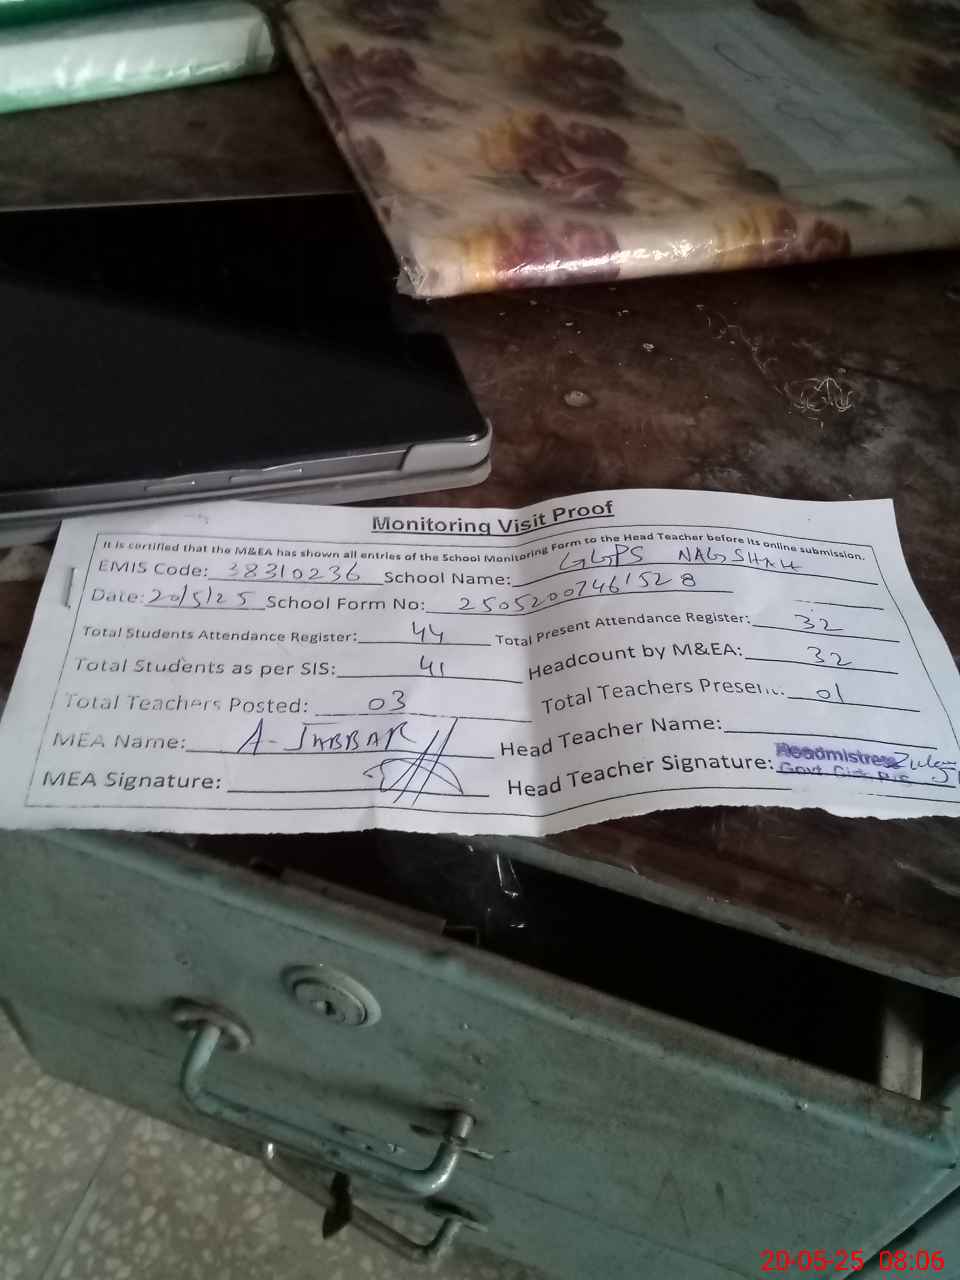 Monitoring Visit Proof
It is certified that the M&EA has shown all entries of the School Monitoring Form to the Head Teacher before its online submission.
EMIS Code: 38310236 School Name: GGPS NAG SHAH
Date: 20/5/25 School Form No: 25052007461528
Total Students Attendance Register: 44 Total Present Attendance Register: 32
Total Students as per SIS: 41 Headcount by M&EA: 32
Total Teachers Posted: 03 Total Teachers Present: 01
MEA Name: A-JABBAR Head Teacher Name:
MEA Signature: Head Teacher Signature: Headmistress
Govt.
20-05-25 08:06